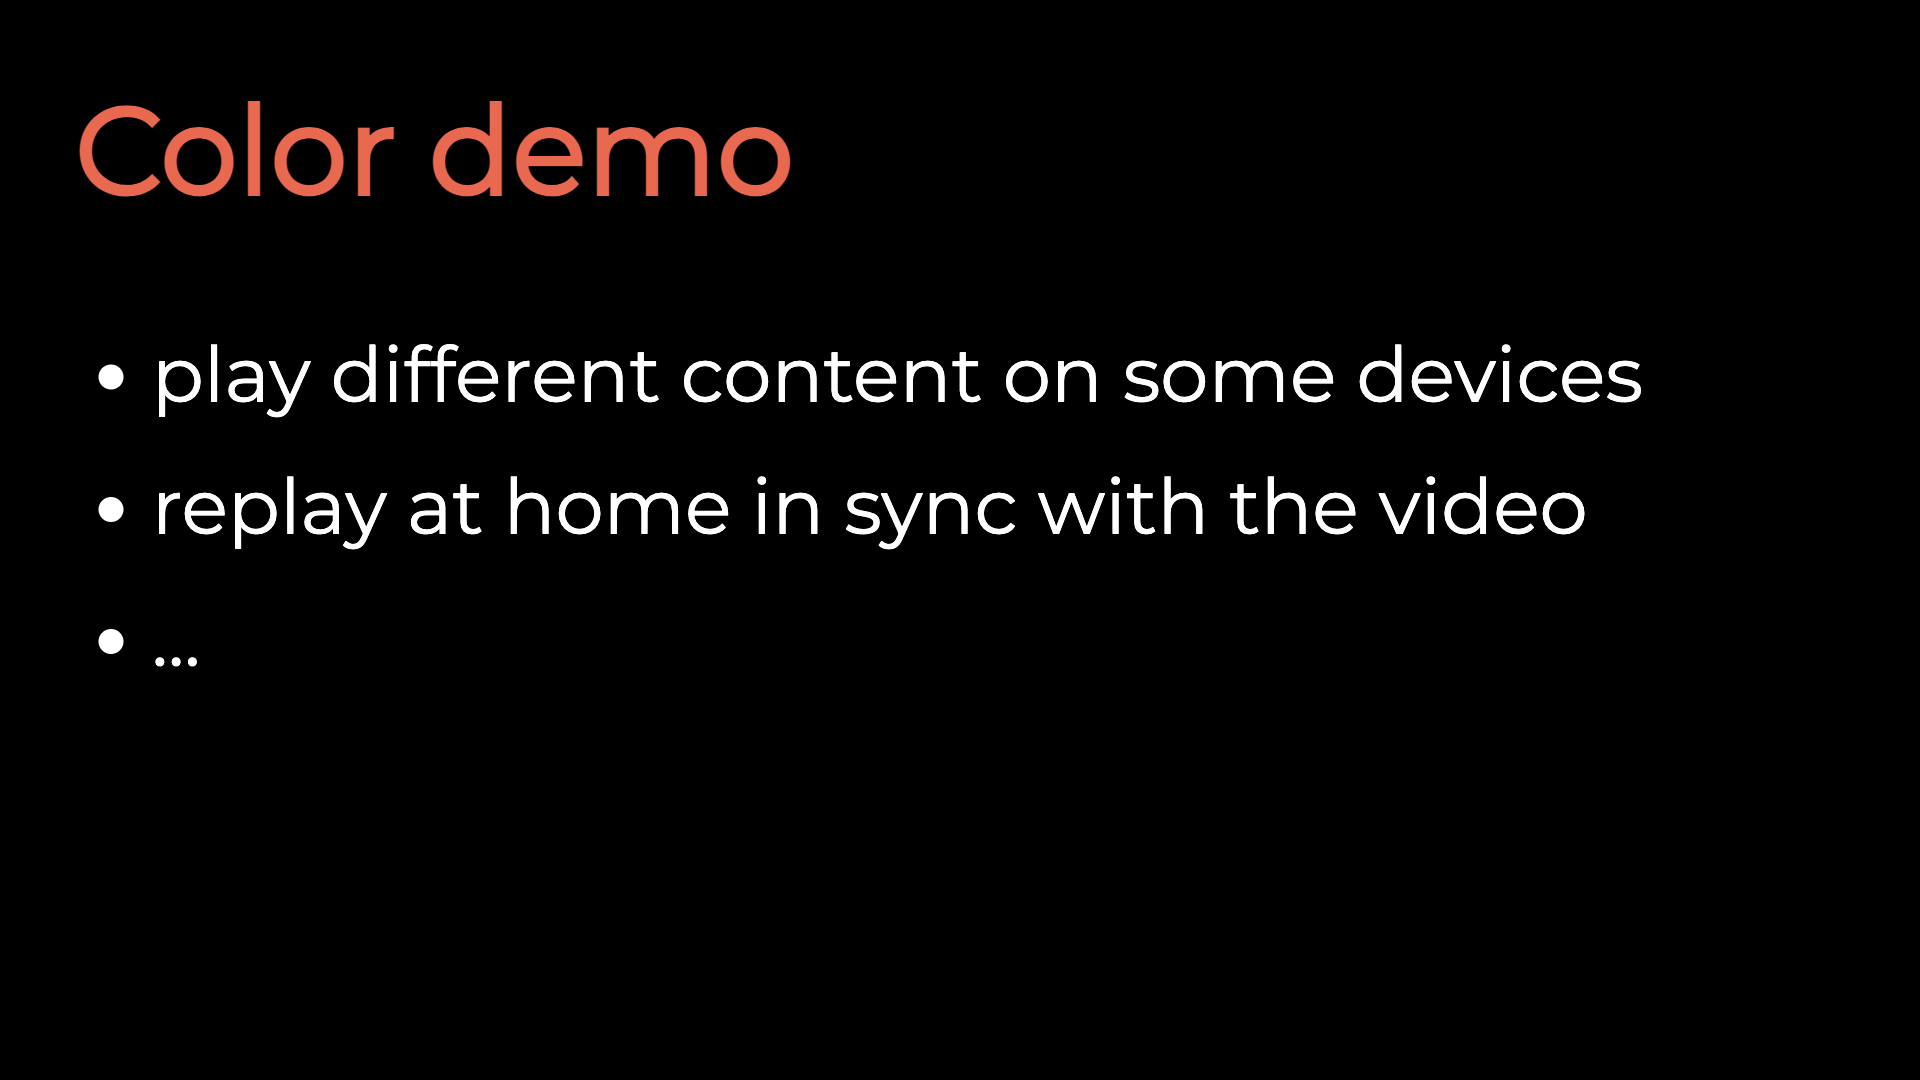 Color demo
• play different content on some devices
• replay at home in sync with the video
• ...